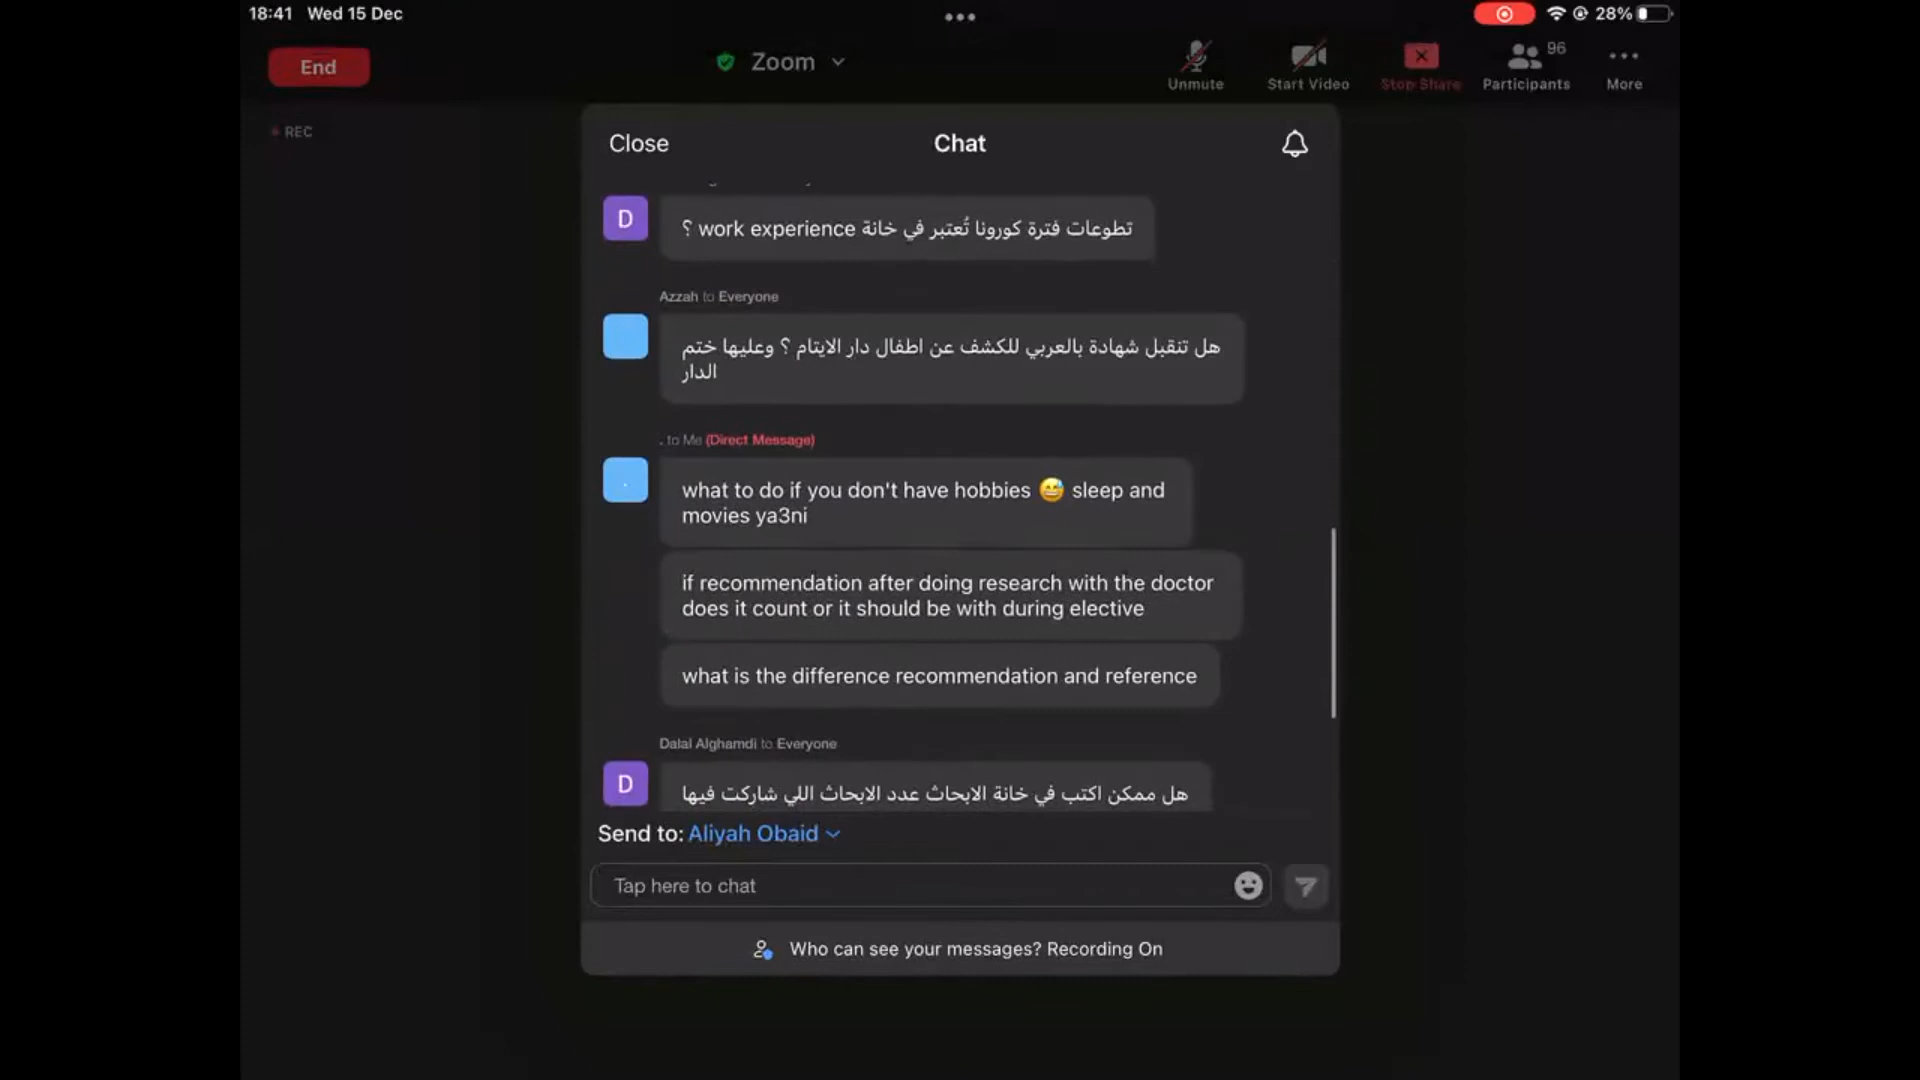 18:41 Wed 15 Dec
28%
End
Zoom
Unmute
Start Video
Stop Share
96
Participants
More
REC
Close
Chat
D
تطوعات فترة كورونا تُعتبر في خانة work experience ؟
Azzah to Everyone
هل تنقبل شهادة بالعربي للكشف عن اطفال دار الايتام ؟ وعليها ختم
الدار
. to Me (Direct Message)
what to do if you don't have hobbies 😅 sleep and
movies ya3ni
if recommendation after doing research with the doctor
does it count or it should be with during elective
what is the difference recommendation and reference
Dalal Alghamdi to Everyone
D
هل ممكن اكتب في خانة الابحاث عدد الابحاث اللي شاركت فيها
Send to: Aliyah Obaid
Tap here to chat
Who can see your messages? Recording On